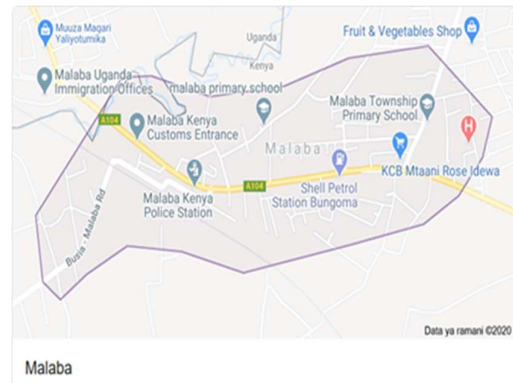 Muuza Magari
Yaliyotumika
Uganda
Kenya
Fruit & Vegetables Shop
Malaba Uganda
Immigration Offices
malaba primary school
A104
Malaba Kenya
Customs Entrance
Malaba Township
Primary School
Malaba
H
KCB Mtaani Rose Idewa
Malaba Kenya
Police Station
A104
Shell Petrol
Station Bungoma
Busia - Malaba Rd
Data ya ramani ©2020
Malaba